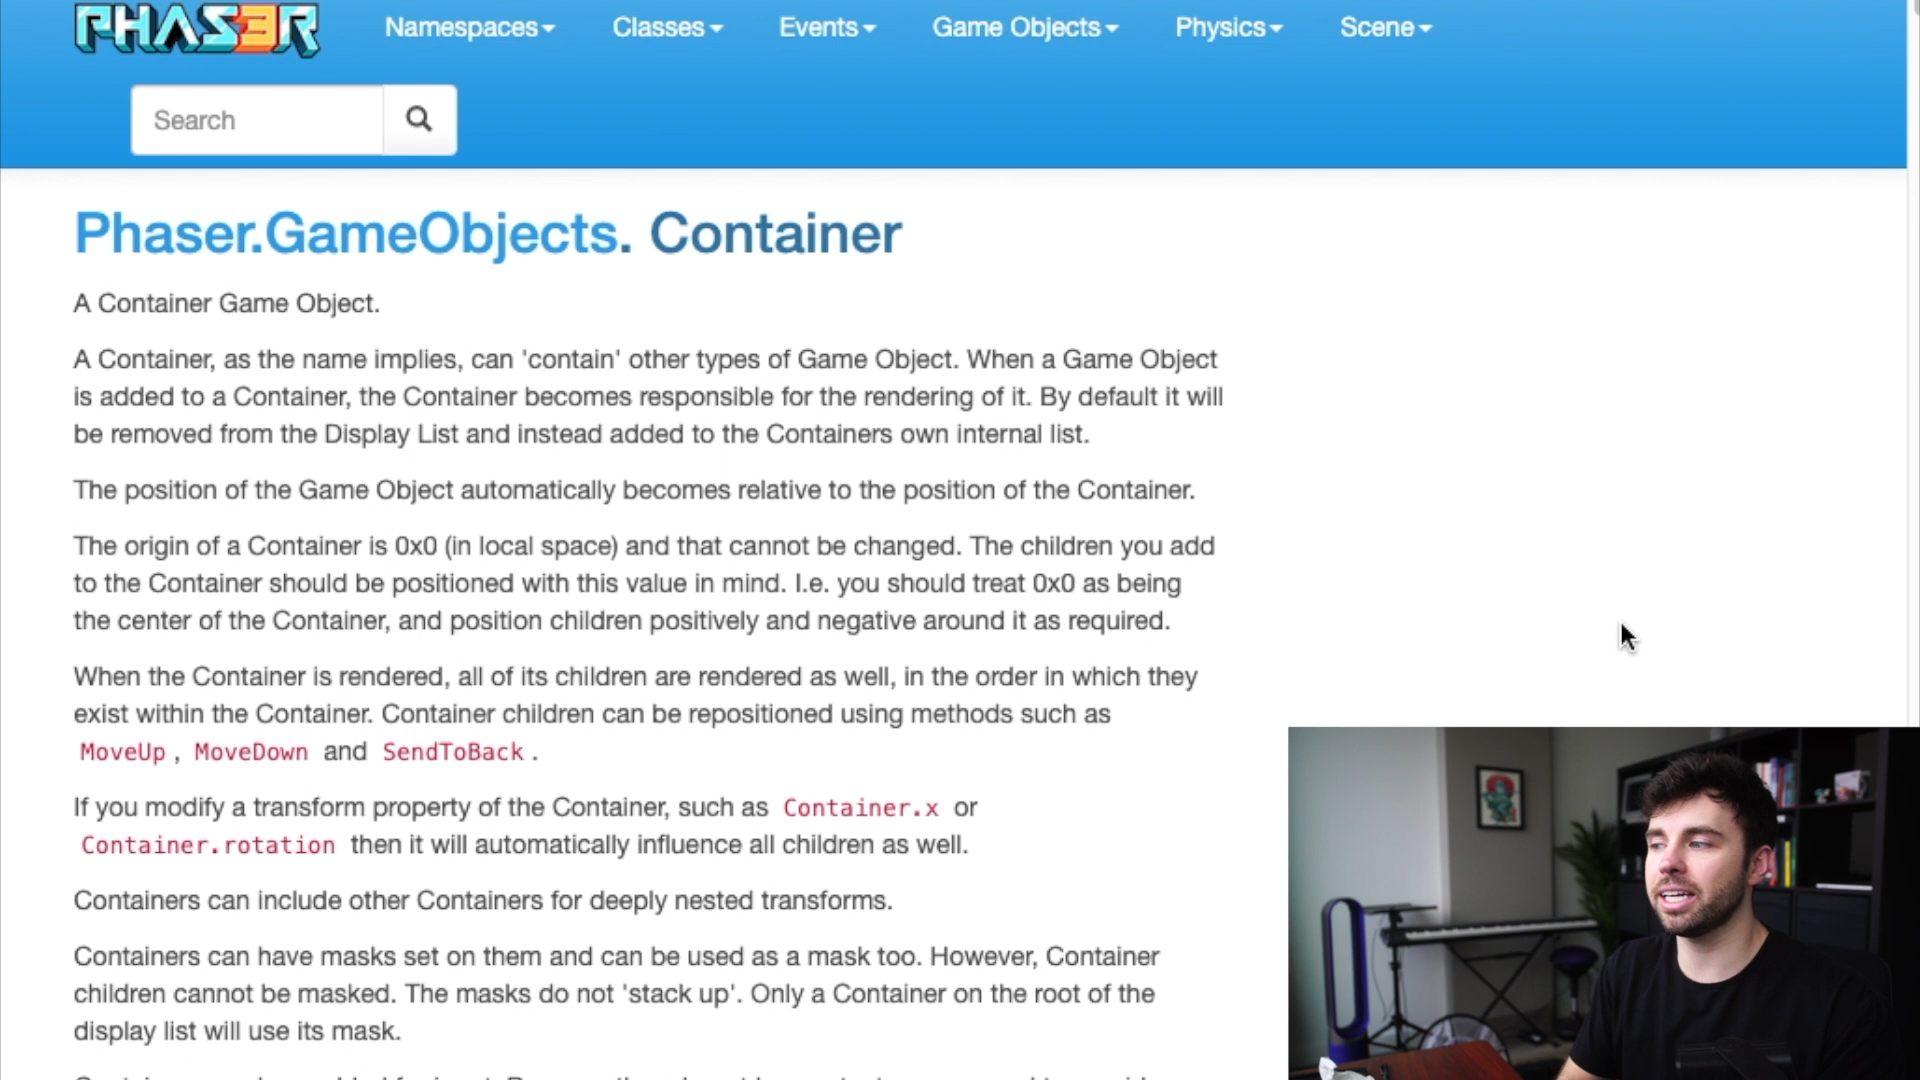 PHAS3R Namespaces Classes Events Game Objects Physics Scene
Search
Phaser.GameObjects. Container
A Container Game Object.
A Container, as the name implies, can 'contain' other types of Game Object. When a Game Object
is added to a Container, the Container becomes responsible for the rendering of it. By default it will
be removed from the Display List and instead added to the Containers own internal list.
The position of the Game Object automatically becomes relative to the position of the Container.
The origin of a Container is 0x0 (in local space) and that cannot be changed. The children you add
to the Container should be positioned with this value in mind. I.e. you should treat 0x0 as being
the center of the Container, and position children positively and negative around it as required.
When the Container is rendered, all of its children are rendered as well, in the order in which they
exist within the Container. Container children can be repositioned using methods such as
MoveUp , MoveDown and SendToBack .
If you modify a transform property of the Container, such as Container.x or
Container.rotation then it will automatically influence all children as well.
Containers can include other Containers for deeply nested transforms.
Containers can have masks set on them and can be used as a mask too. However, Container
children cannot be masked. The masks do not 'stack up'. Only a Container on the root of the
display list will use its mask.